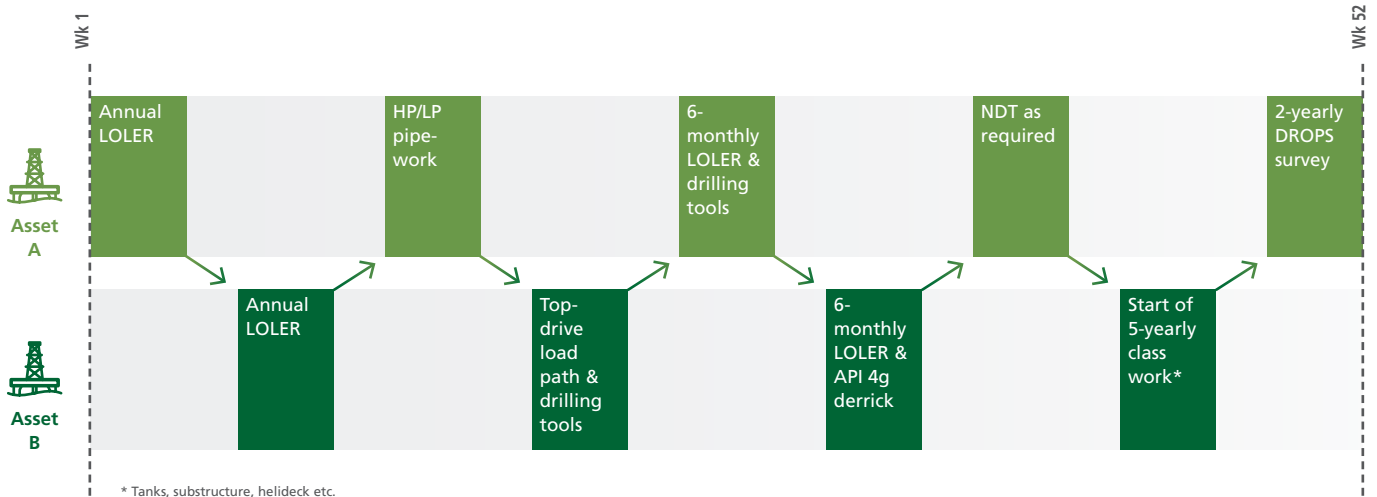 Wk 1
Wk 52
Asset
A
Annual
LOLER
HP/LP
pipe-
work
6-
monthly
LOLER &
drilling
tools
NDT as
required
2-yearly
DROPS
survey
Asset
B
Annual
LOLER
Top-
drive
load
path &
drilling
tools
6-
monthly
LOLER &
API 4g
derrick
Start of
5-yearly
class
work*
* Tanks, substructure, helideck etc.